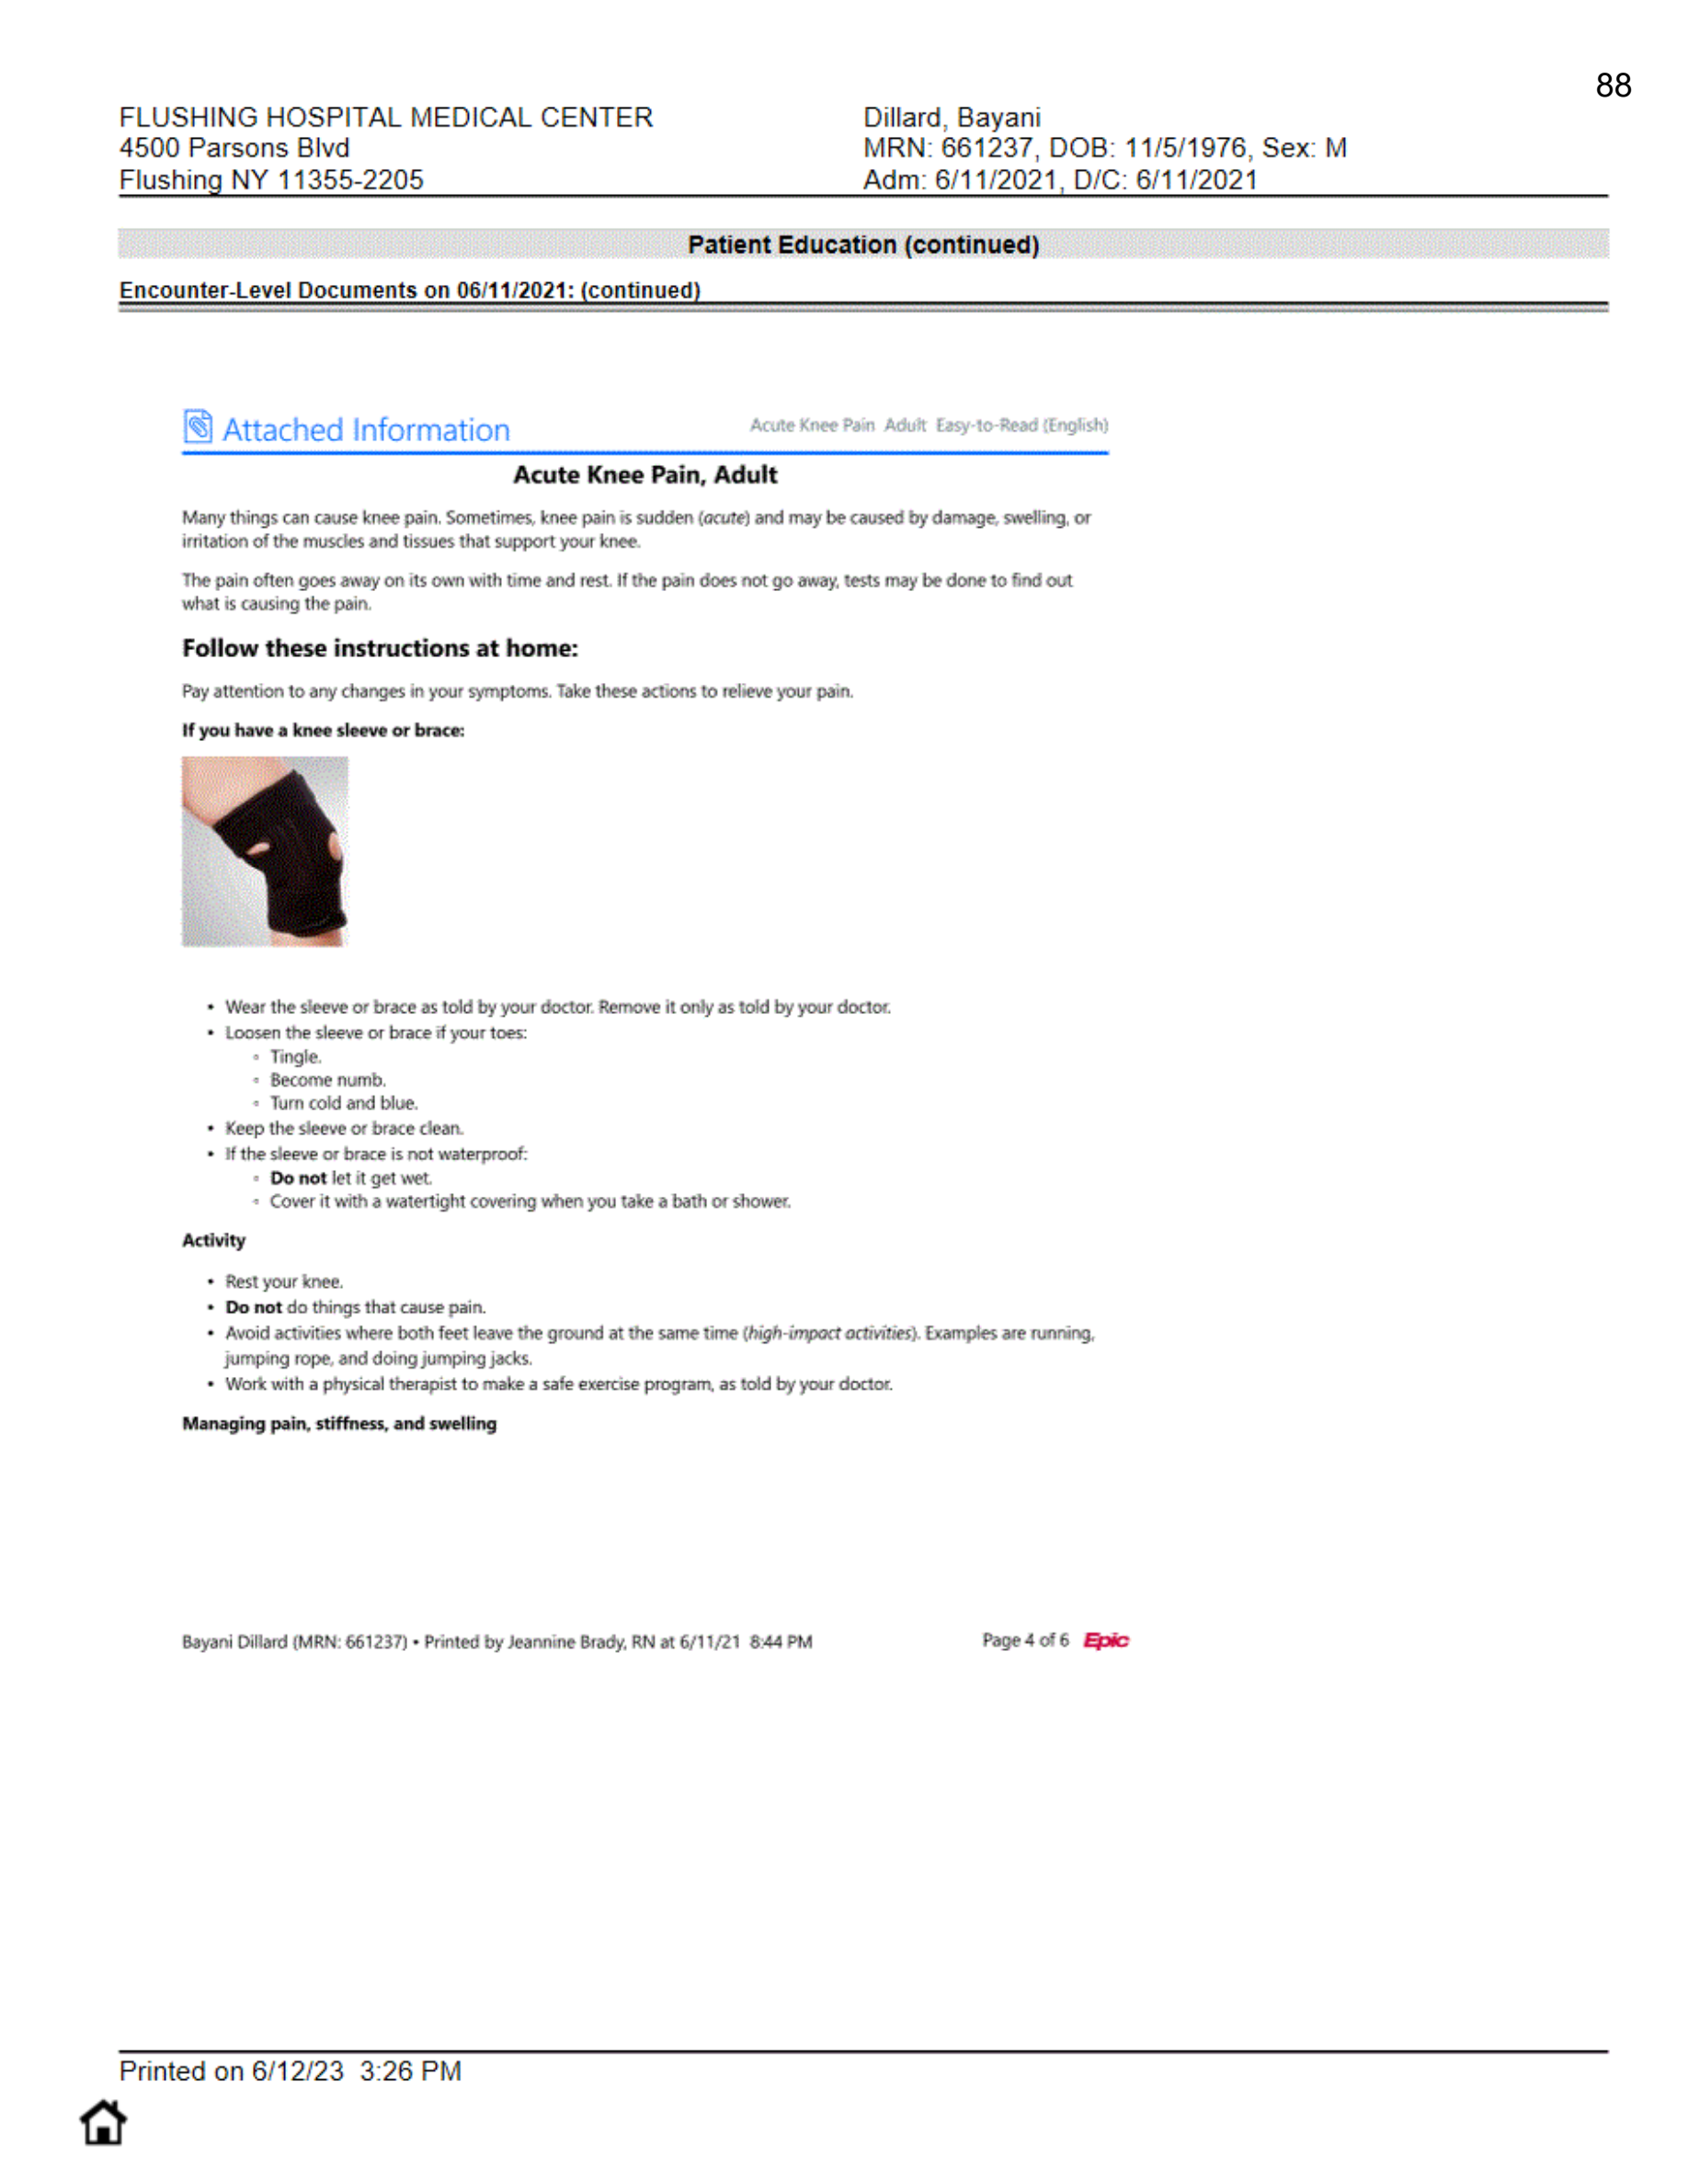 88
FLUSHING HOSPITAL MEDICAL CENTER
4500 Parsons Blvd
Flushing NY 11355-2205
Dillard, Bayani
MRN: 661237, DOB: 11/5/1976, Sex: M
Adm: 6/11/2021, D/C: 6/11/2021
Patient Education (continued)
Encounter-Level Documents on 06/11/2021: (continued)
Attached Information
Acute Knee Pain Adult Easy-to-Read (English)
Acute Knee Pain, Adult
Many things can cause knee pain. Sometimes, knee pain is sudden (acute) and may be caused by damage, swelling, or
irritation of the muscles and tissues that support your knee.
The pain often goes away on its own with time and rest. If the pain does not go away, tests may be done to find out
what is causing the pain.
Follow these instructions at home:
Pay attention to any changes in your symptoms. Take these actions to relieve your pain.
If you have a knee sleeve or brace:
• Wear the sleeve or brace as told by your doctor. Remove it only as told by your doctor.
• Loosen the sleeve or brace if your toes:
◦ Tingle.
◦ Become numb.
◦ Turn cold and blue.
• Keep the sleeve or brace clean.
• If the sleeve or brace is not waterproof:
◦ Do not let it get wet.
◦ Cover it with a watertight covering when you take a bath or shower.
Activity
• Rest your knee.
• Do not do things that cause pain.
• Avoid activities where both feet leave the ground at the same time (high-impact activities). Examples are running,
jumping rope, and doing jumping jacks.
• Work with a physical therapist to make a safe exercise program, as told by your doctor.
Managing pain, stiffness, and swelling
Bayani Dillard (MRN: 661237) • Printed by Jeannine Brady, RN at 6/11/21 8:44 PM
Page 4 of 6 Epic
Printed on 6/12/23 3:26 PM